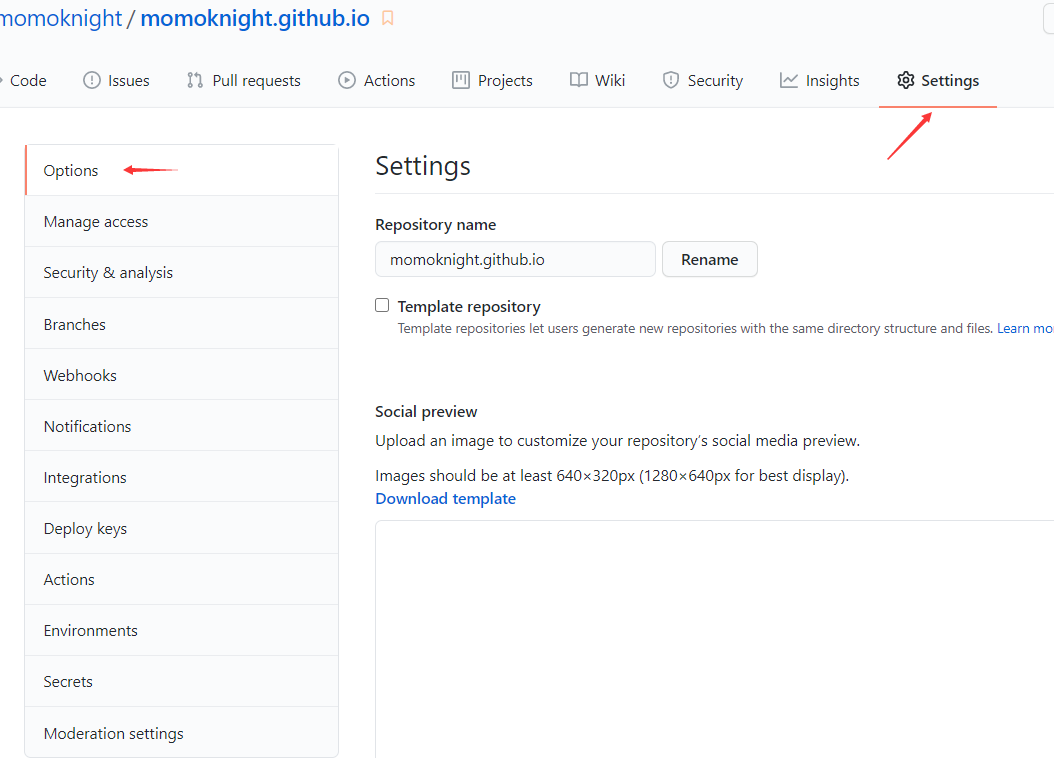 momoknight / momoknight.github.io
Code Issues Pull requests Actions Projects Wiki Security Insights Settings
Options
Manage access
Security & analysis
Branches
Webhooks
Notifications
Integrations
Deploy keys
Actions
Environments
Secrets
Moderation settings
Settings
Repository name
momoknight.github.io Rename
Template repository
Template repositories let users generate new repositories with the same directory structure and files. Learn mo
Social preview
Upload an image to customize your repository's social media preview.
Images should be at least 640×320px (1280×640px for best display).
Download template